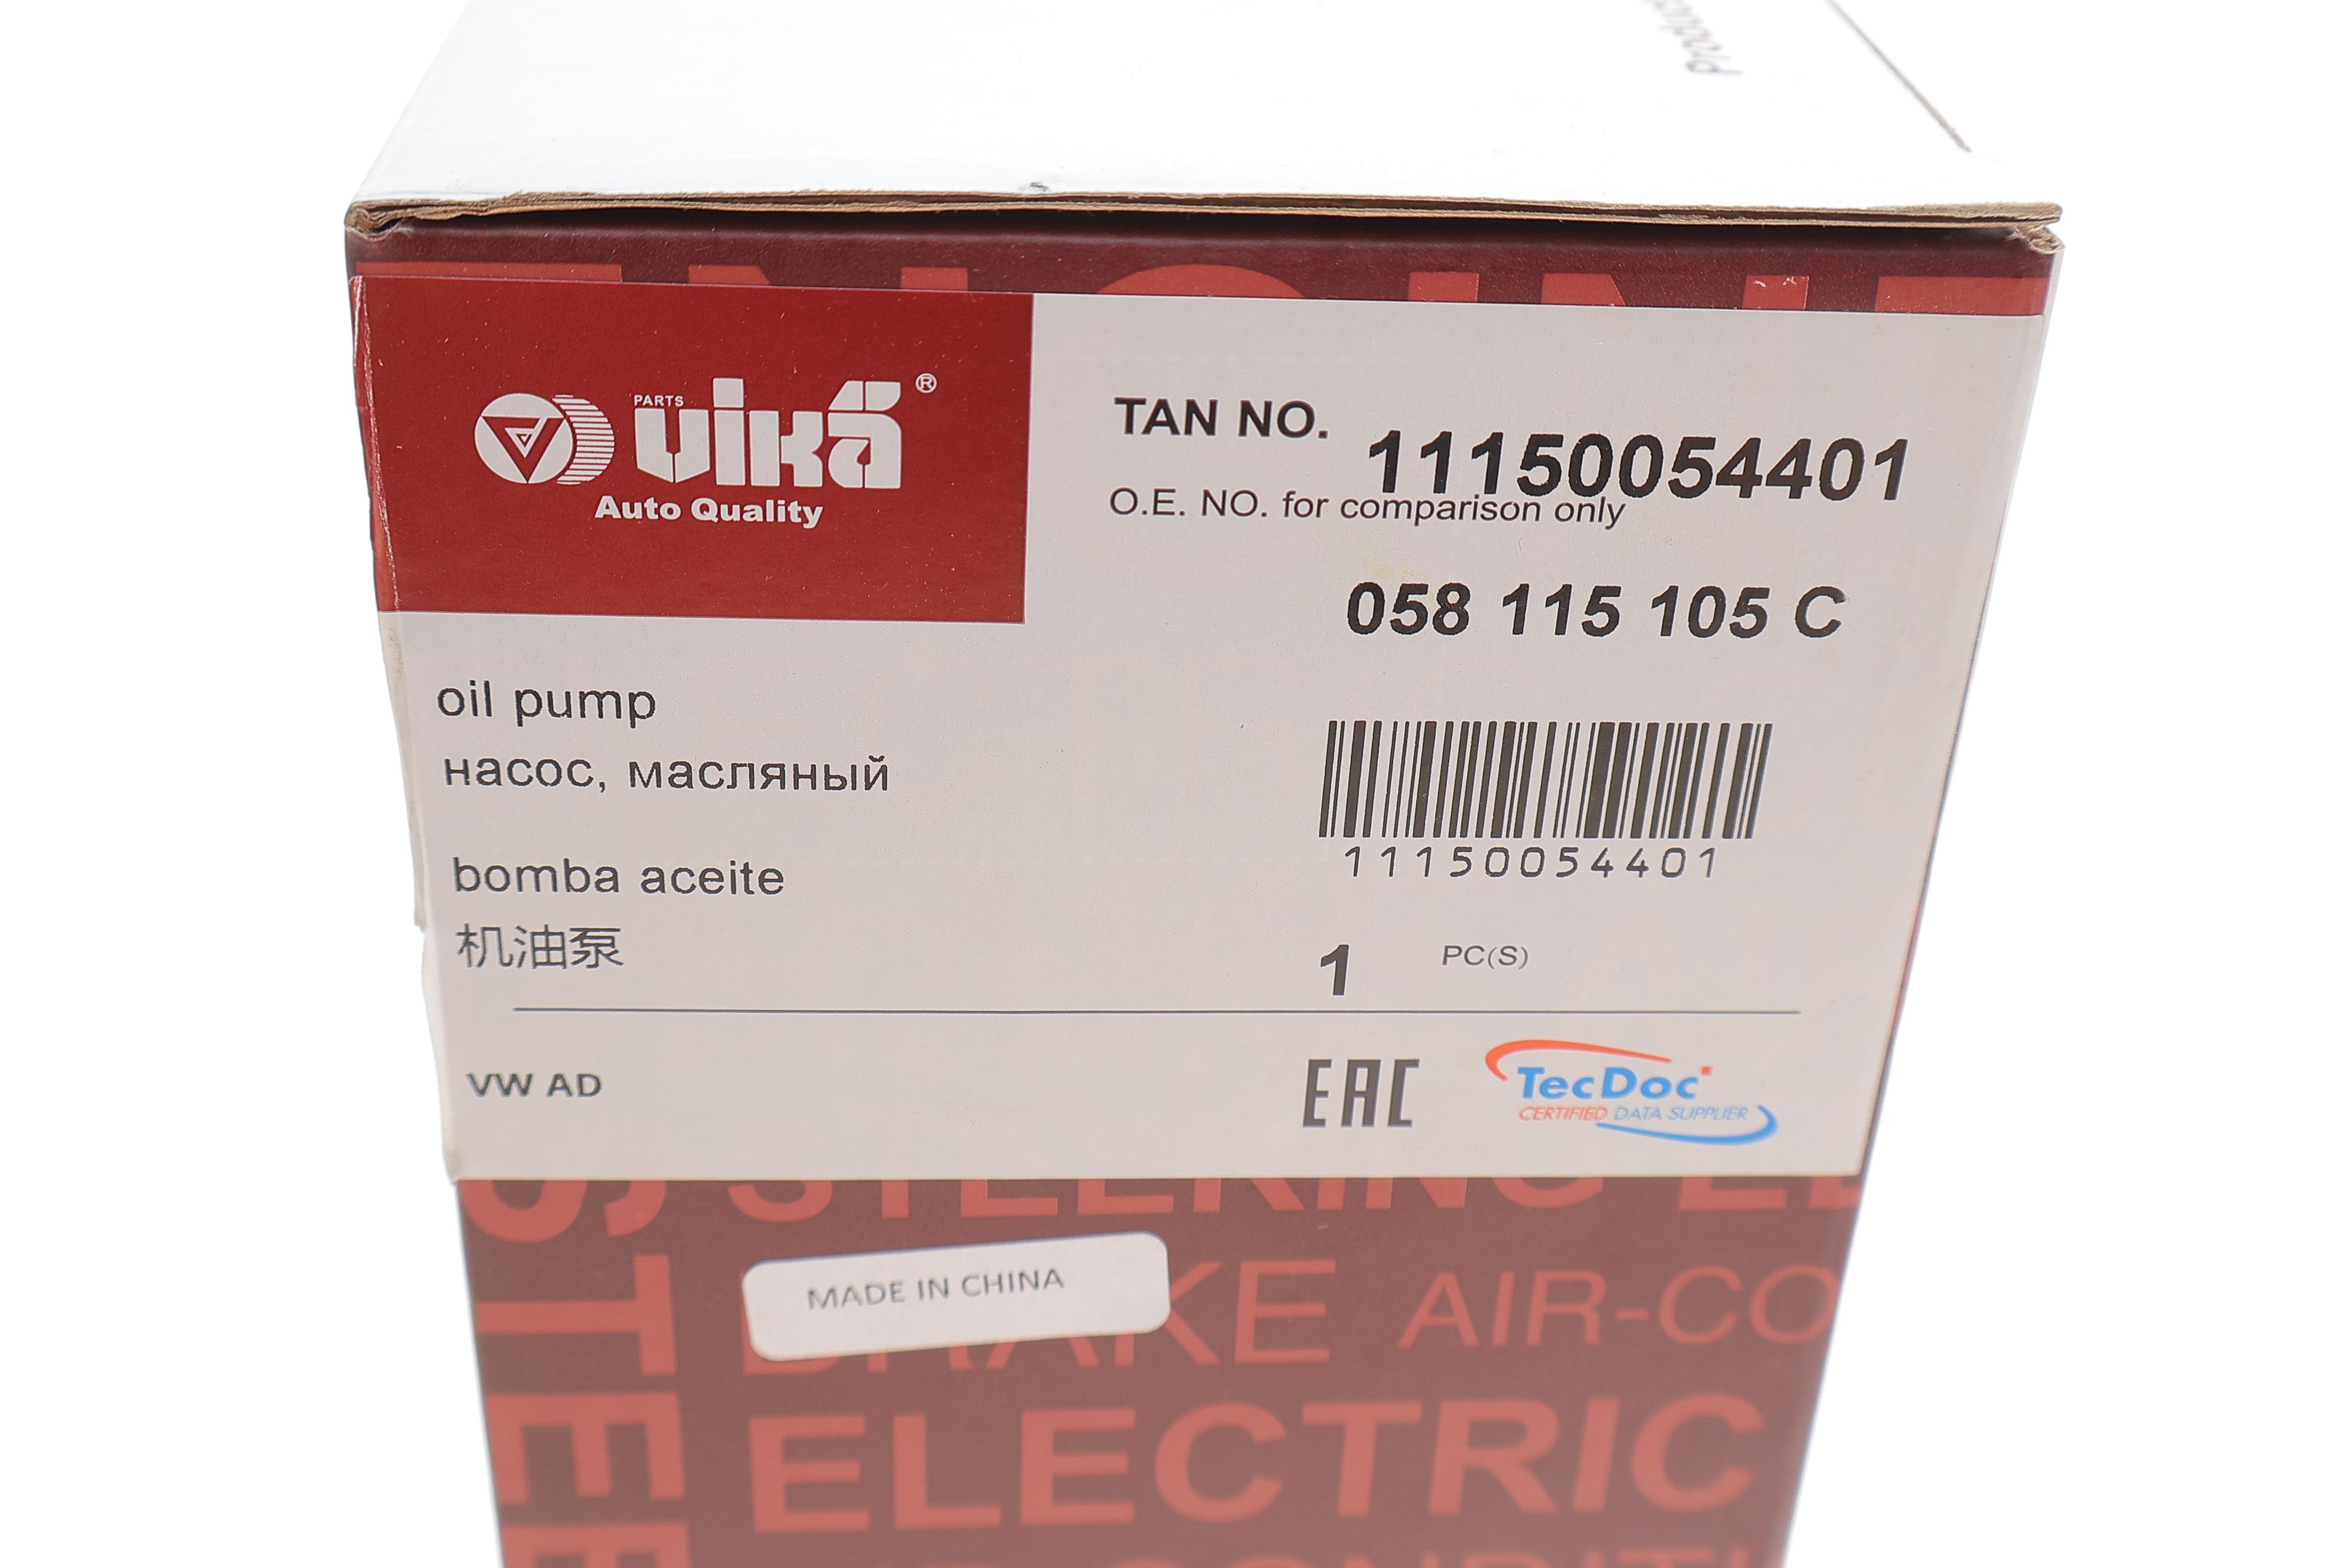 PARTS
vika®
Auto Quality
TAN NO. 11150054401
O.E. NO. for comparison only
058 115 105 C
oil pump
насос, масляный
bomba aceite
机油泵
11150054401
1 PC(S)
VW AD
EAC
TecDoc
CERTIFIED DATA SUPPLIER
STEERING
MADE IN CHINA
BRAKE AIR-CO
ELECTRIC